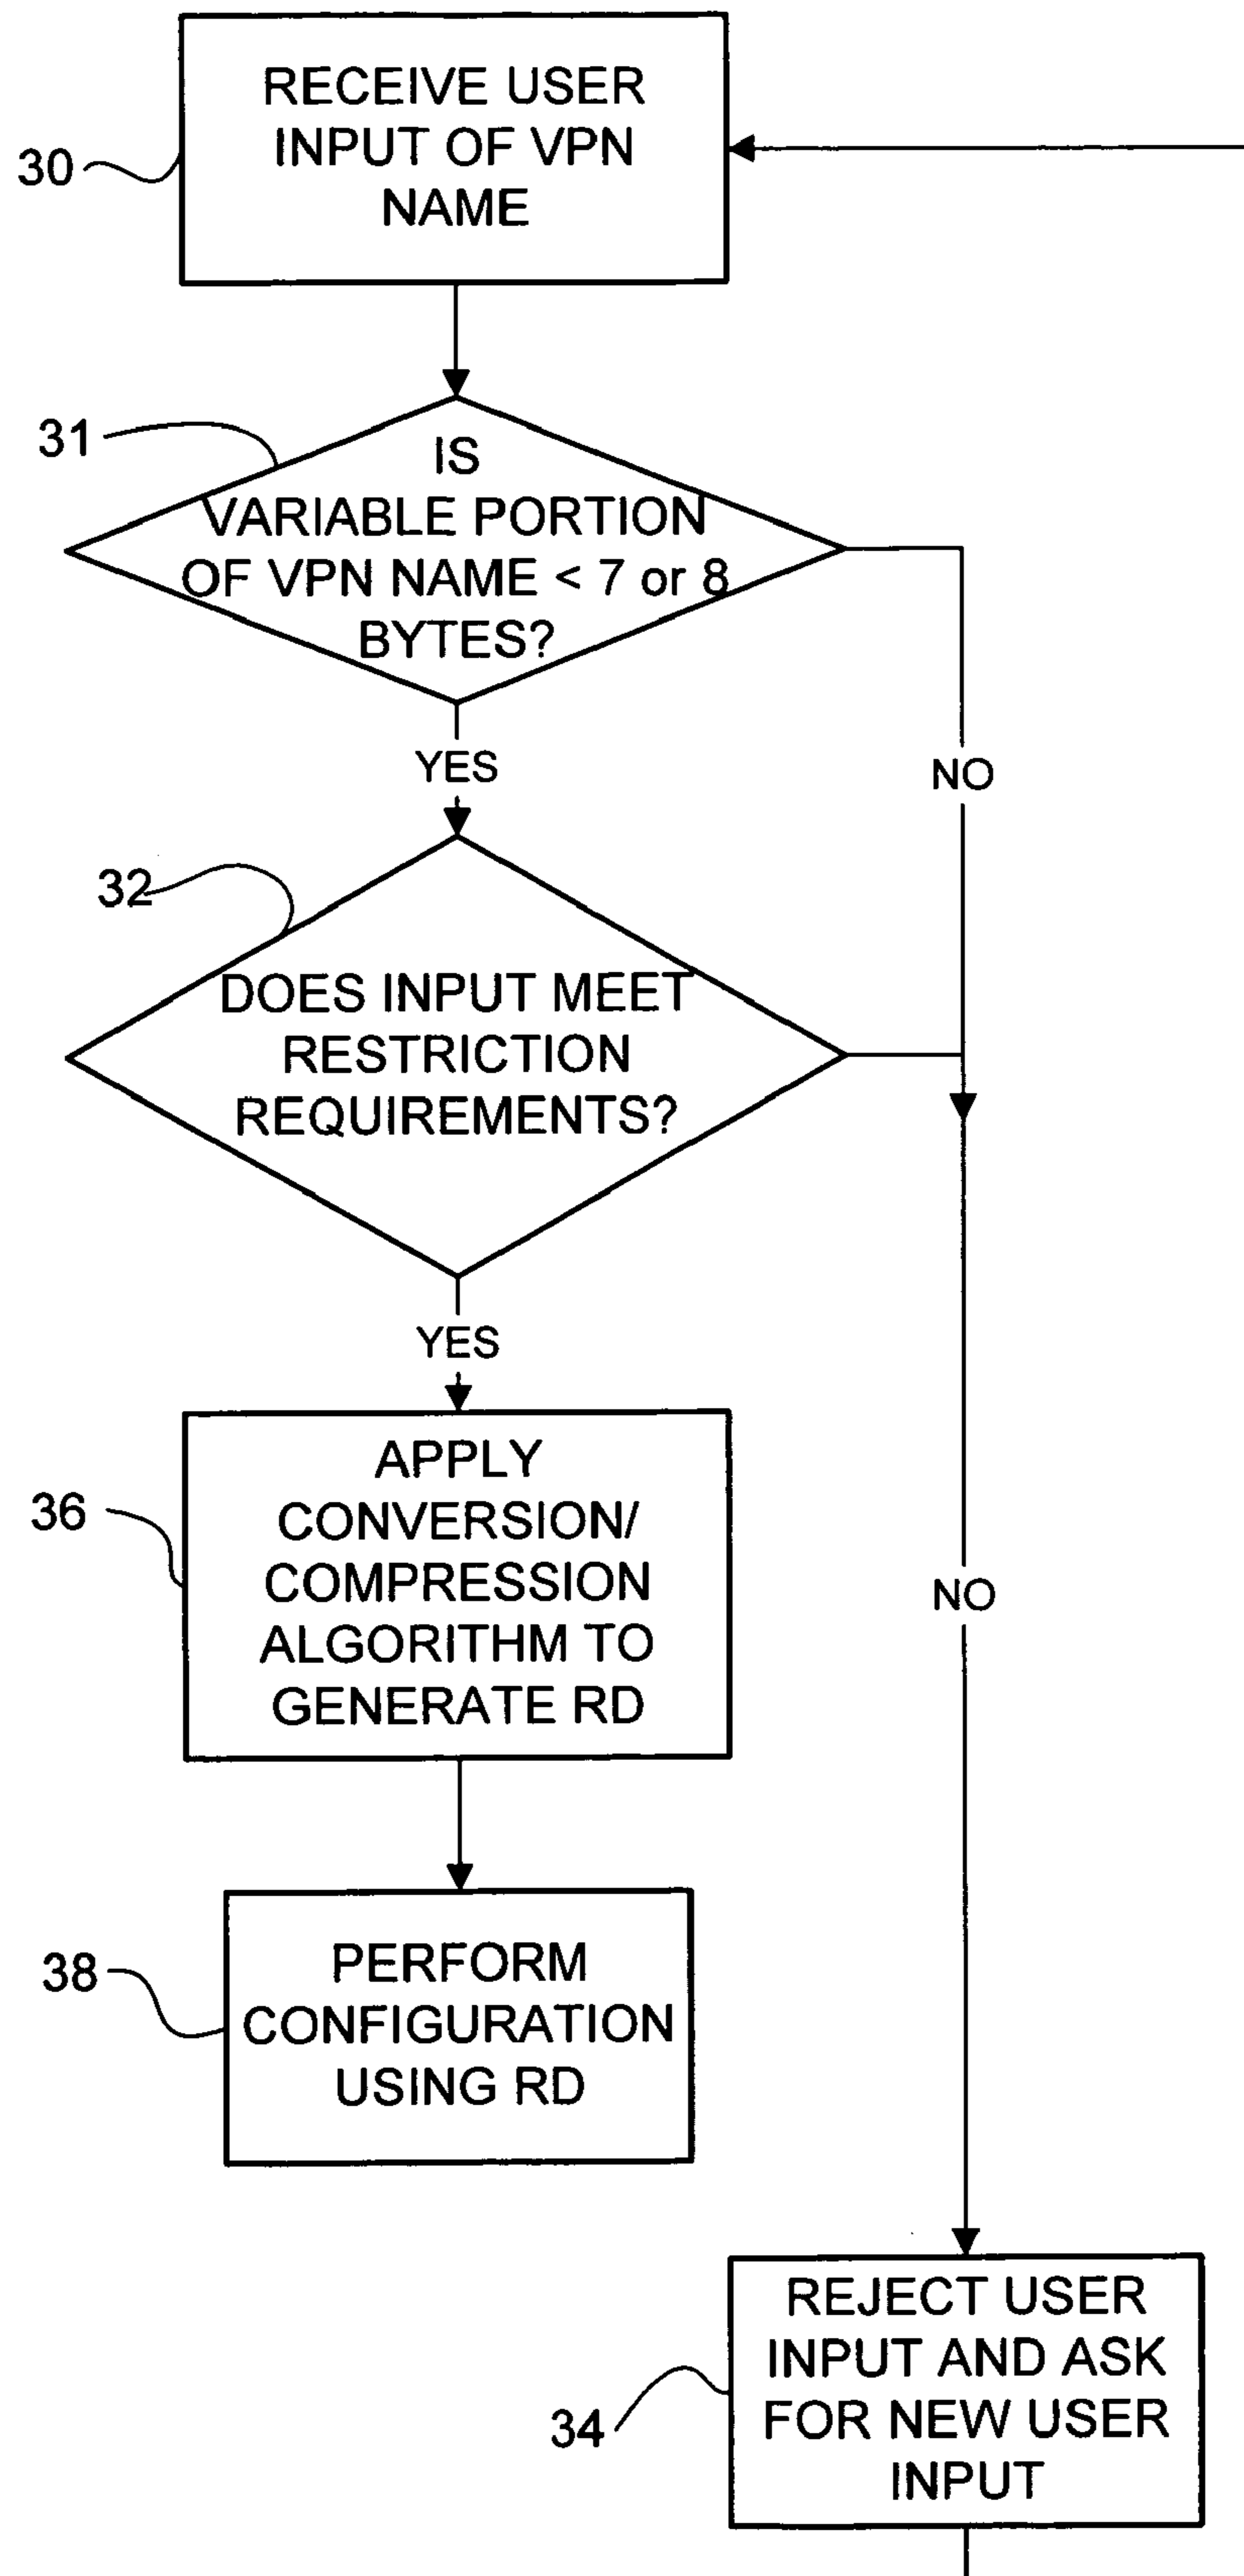 RECEIVE USER
INPUT OF VPN
NAME
30
31
IS
VARIABLE PORTION
OF VPN NAME < 7 or 8
BYTES?
YES
NO
32
DOES INPUT MEET
RESTRICTION
REQUIREMENTS?
YES
36
APPLY
CONVERSION/
COMPRESSION
ALGORITHM TO
GENERATE RD
NO
38
PERFORM
CONFIGURATION
USING RD
34
REJECT USER
INPUT AND ASK
FOR NEW USER
INPUT